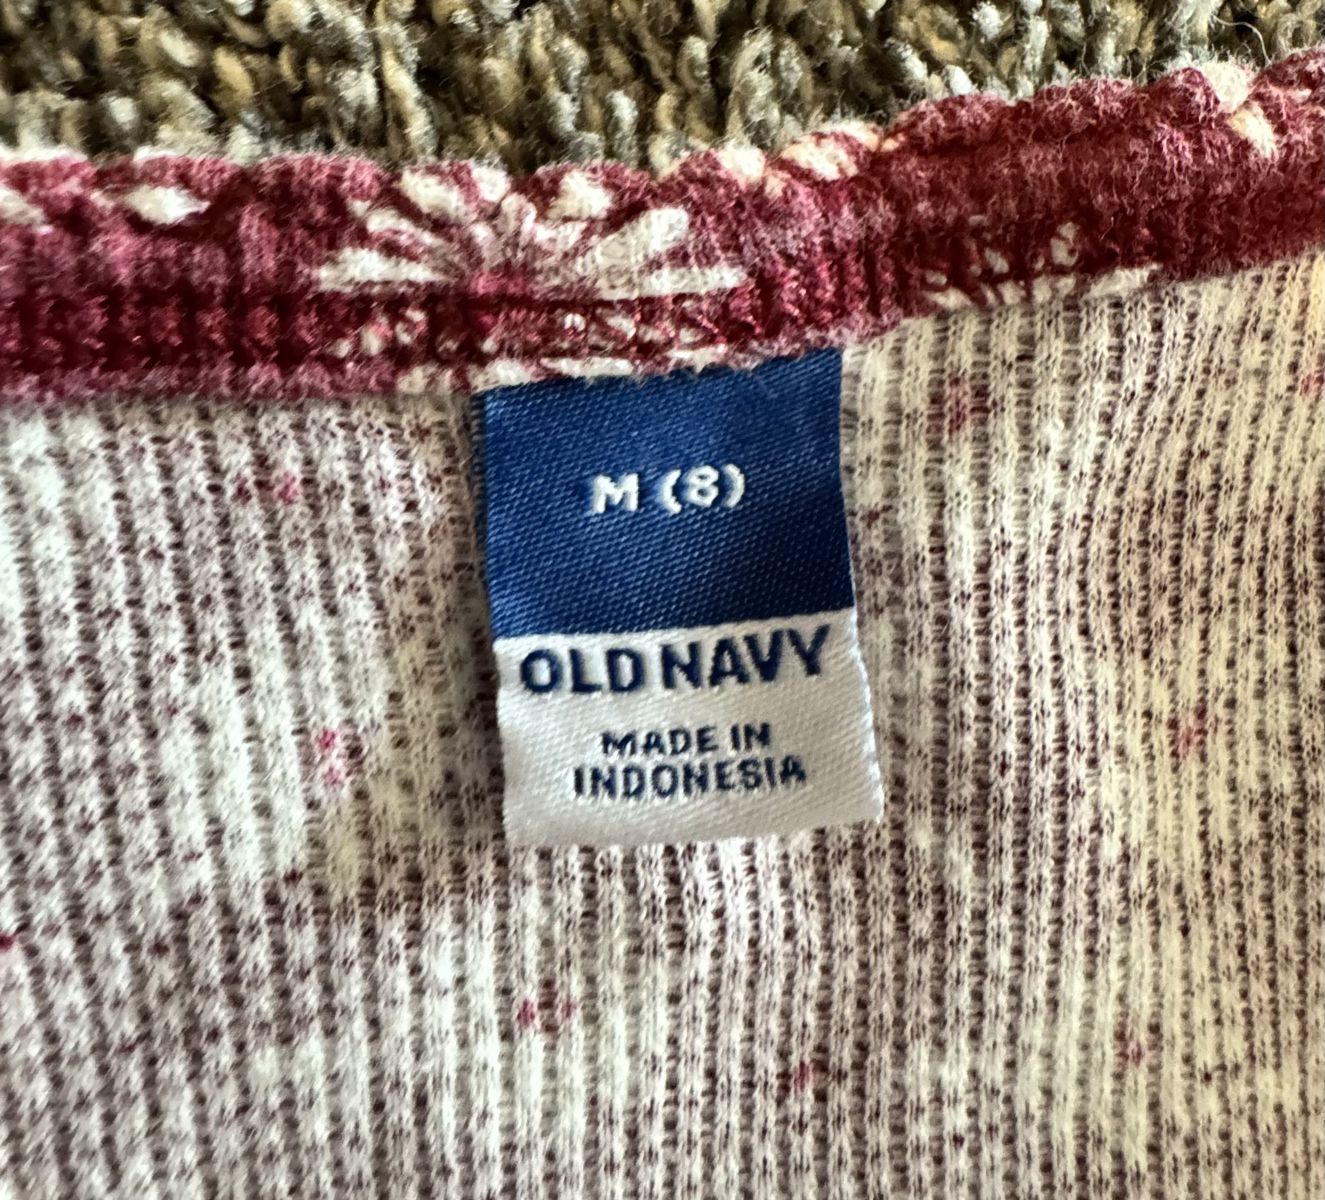 M (8)
OLD NAVY
MADE IN
INDONESIA